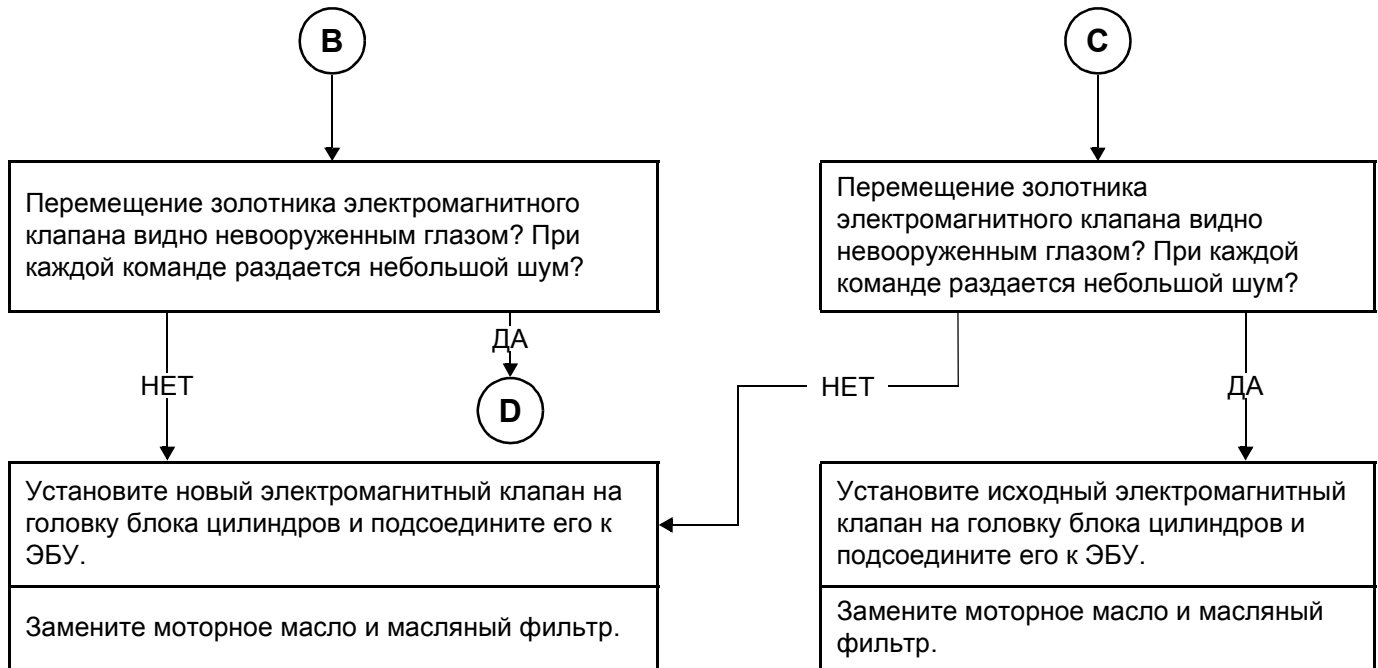 B
C
Перемещение золотника электромагнитного
клапана видно невооруженным глазом? При
каждой команде раздается небольшой шум?
Перемещение золотника
электромагнитного клапана видно
невооруженным глазом? При каждой
команде раздается небольшой шум?
ДА
НЕТ
D
НЕТ
ДА
Установите новый электромагнитный клапан на
головку блока цилиндров и подсоедините его к
ЭБУ.
Замените моторное масло и масляный фильтр.
Установите исходный электромагнитный
клапан на головку блока цилиндров и
подсоедините его к ЭБУ.
Замените моторное масло и масляный
фильтр.